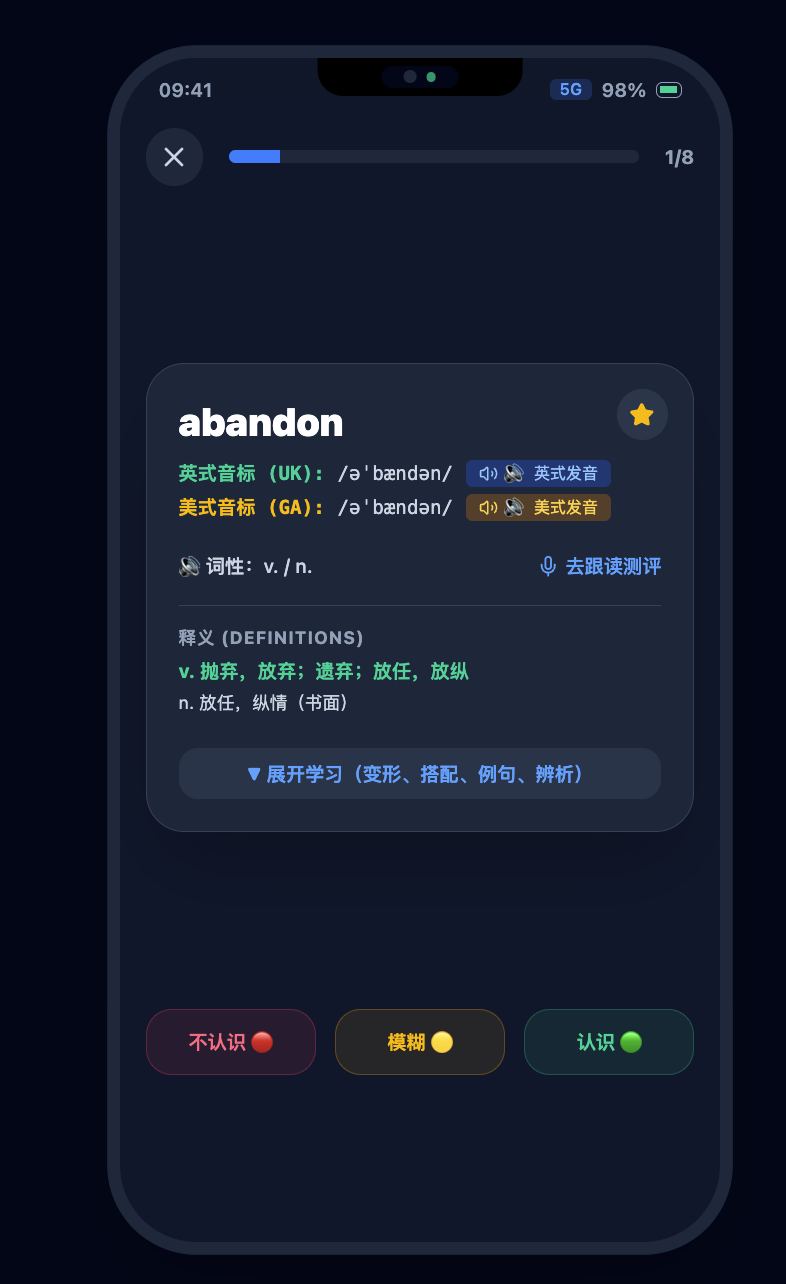 09:41 5G 98%
1/8
abandon
英式音标 (UK): /əˈbændən/ 🔊 英式发音
美式音标 (GA): /əˈbændən/ 🔊 美式发音
🔊 词性：v. / n. 去跟读测评
释义 (DEFINITIONS)
v. 抛弃，放弃；遗弃；放任，放纵
n. 放任，纵情（书面）
▼ 展开学习（变形、搭配、例句、辨析）
不认识 🔴 模糊 🟡 认识 🟢